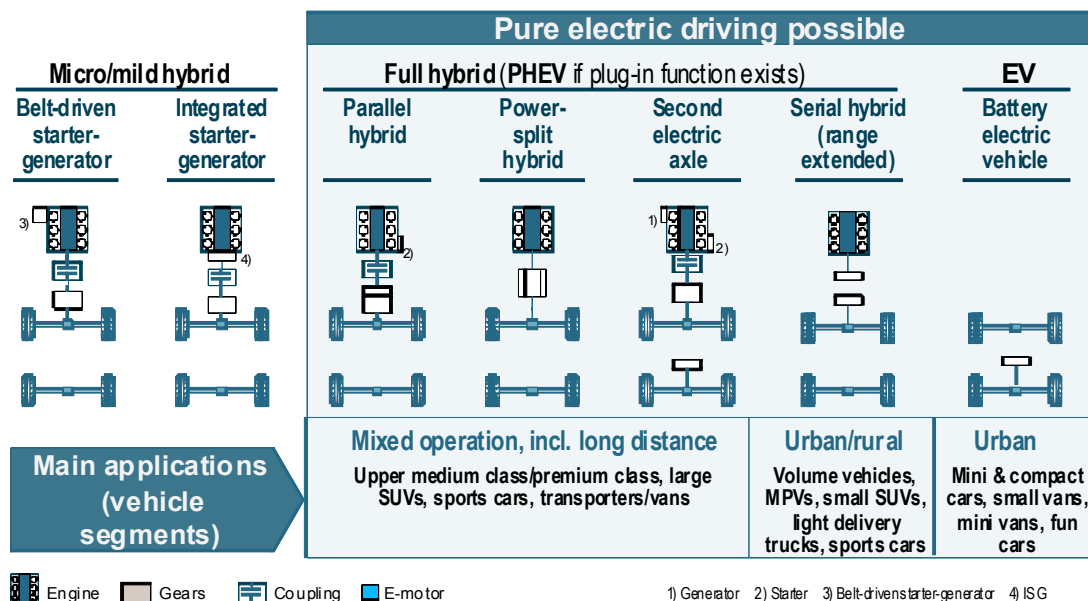 Pure electric driving possible
Micro/mild hybrid
Full hybrid (PHEV if plug-in function exists)
EV
Belt-driven
starter-
generator
Integrated
starter-
generator
Parallel
hybrid
Power-
split
hybrid
Second
electric
axle
Serial hybrid
(range
extended)
Battery
electric
vehicle
3)
4)
2)
1)
2)
Main applications
(vehicle
segments)
Mixed operation, incl. long distance
Upper medium class/premium class, large
SUVs, sports cars, transporters/vans
Urban/rural
Volume vehicles,
MPVs, small SUVs,
light delivery
trucks, sports cars
Urban
Mini & compact
cars, small vans,
mini vans, fun
cars
Engine Gears Coupling E-motor
1) Generator 2) Starter 3) Belt-driven starter-generator 4) ISG